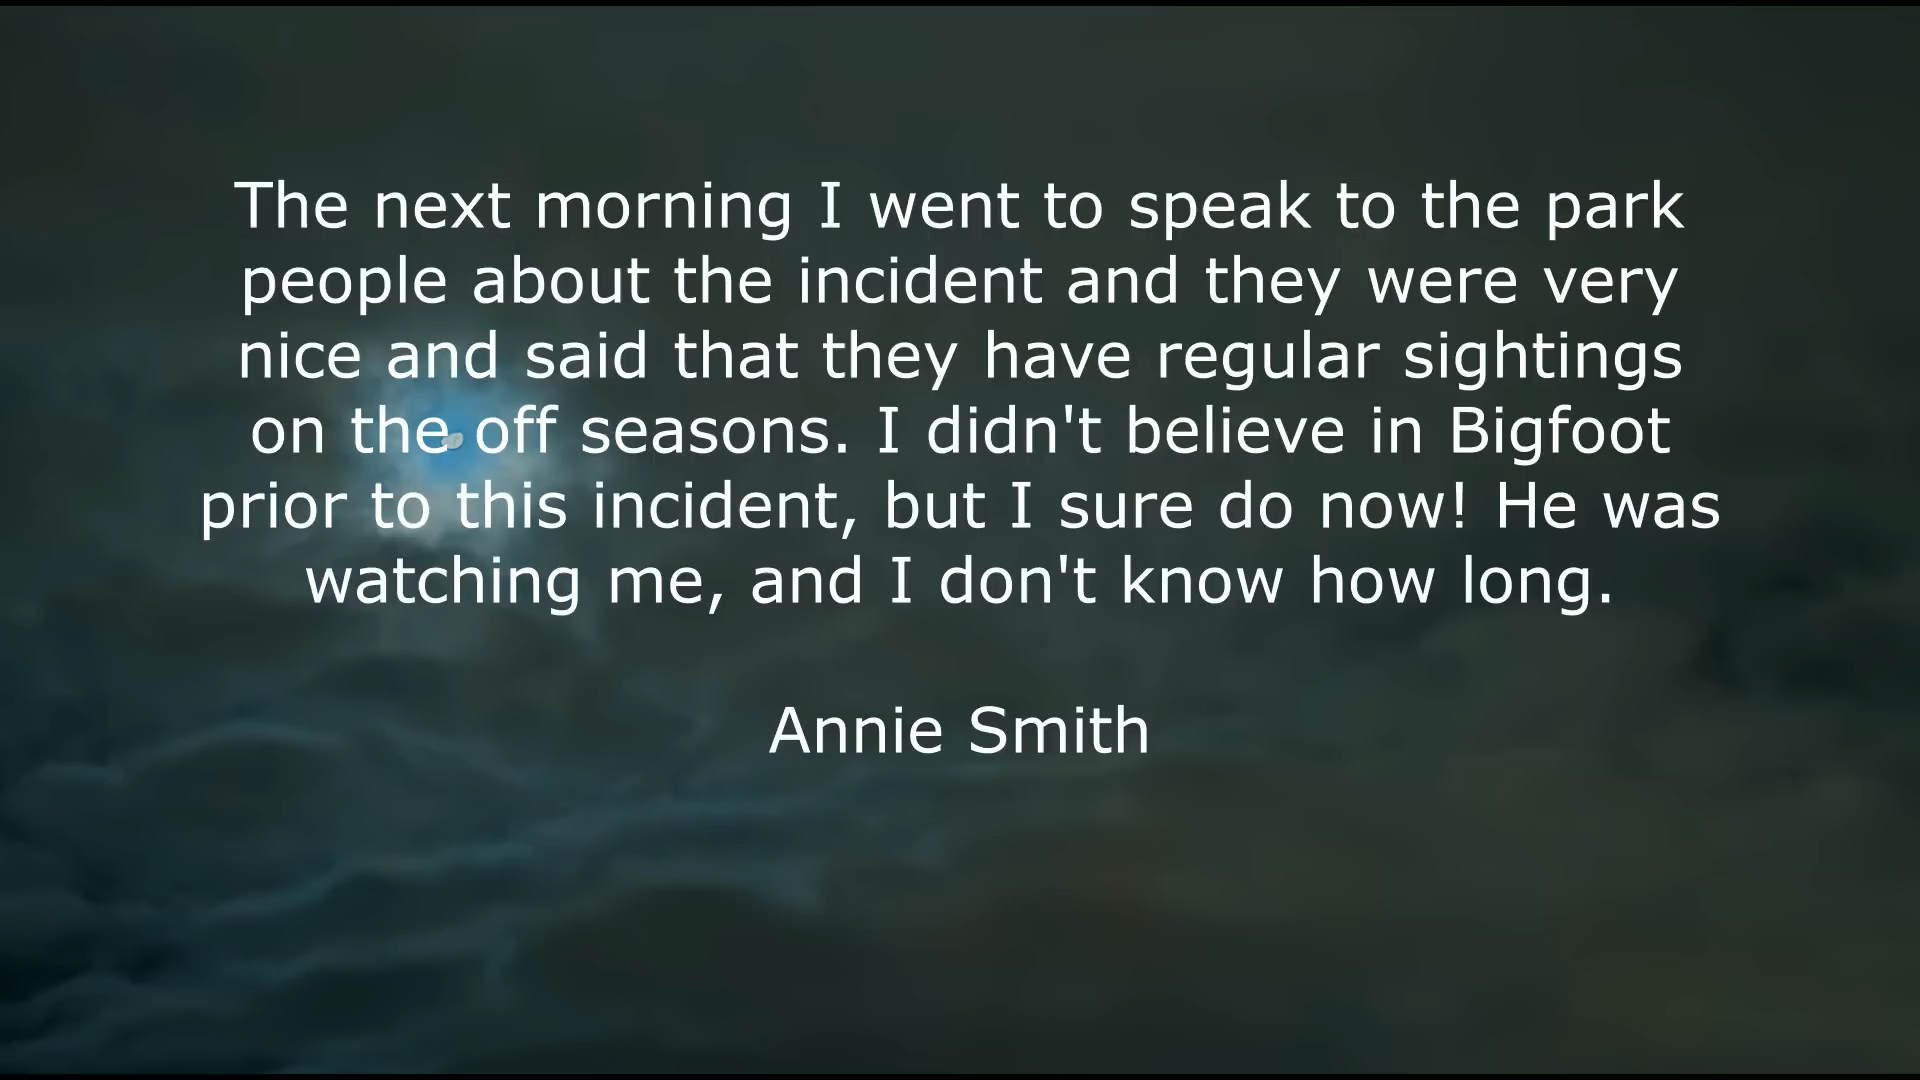 The next morning I went to speak to the park
people about the incident and they were very
nice and said that they have regular sightings
on the off seasons. I didn't believe in Bigfoot
prior to this incident, but I sure do now! He was
watching me, and I don't know how long.
Annie Smith